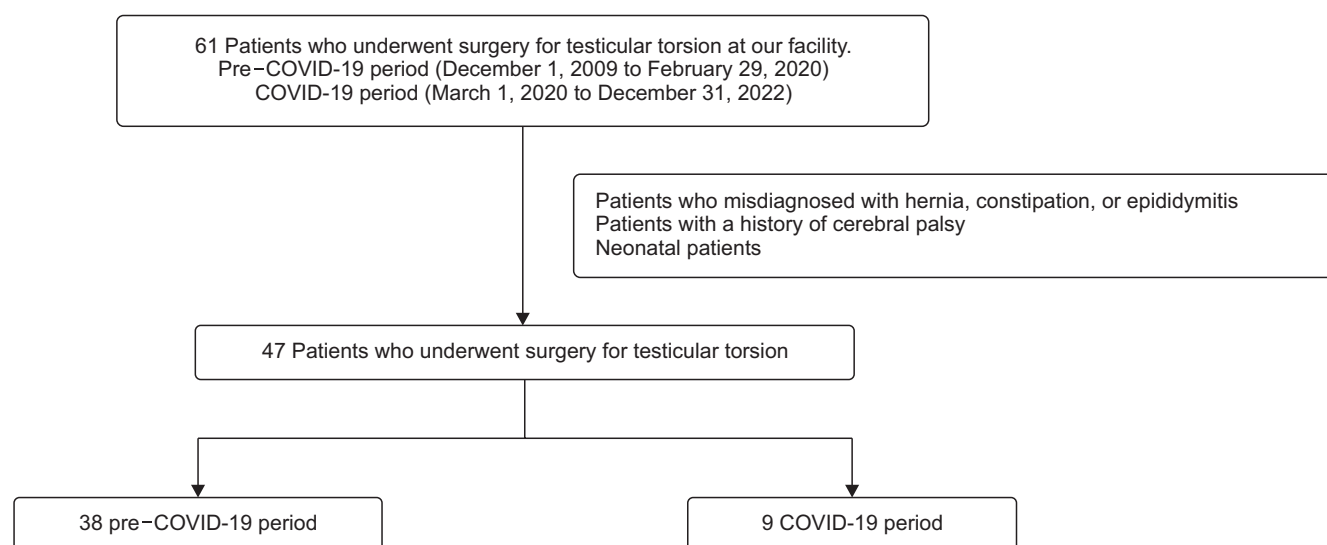 61 Patients who underwent surgery for testicular torsion at our facility.
Pre−COVID-19 period (December 1, 2009 to February 29, 2020)
COVID-19 period (March 1, 2020 to December 31, 2022)
Patients who misdiagnosed with hernia, constipation, or epididymitis
Patients with a history of cerebral palsy
Neonatal patients
47 Patients who underwent surgery for testicular torsion
38 pre−COVID-19 period
9 COVID-19 period